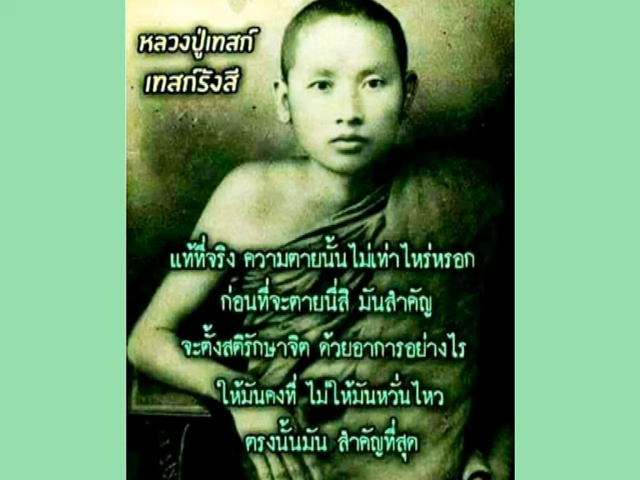 หลวงปู่เทสก์
เทสก์รังสี
แท้ที่จริง ความตายนั้นไม่เท่าไหร่หรอก
ก่อนที่จะตายนี่สิ มันสำคัญ
จะตั้งสติรักษาจิต ด้วยอาการอย่างไร
ให้มันคงที่ ไม่ให้มันหวั่นไหว
ตรงนั้นมัน สำคัญที่สุด